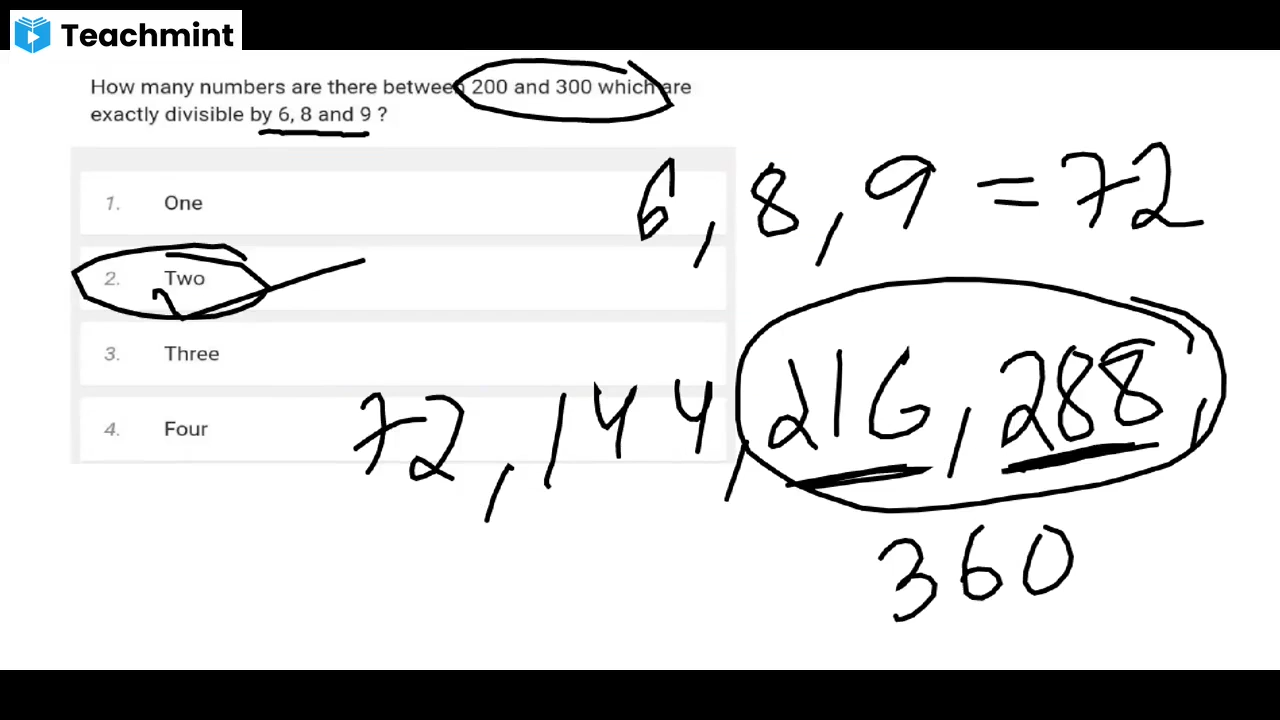 Teachmint
How many numbers are there between 200 and 300 which are
exactly divisible by 6, 8 and 9 ?
6, 8, 9 = 72
1. One
2. Two
3. Three
4. Four
72, 144, 216, 288,
360